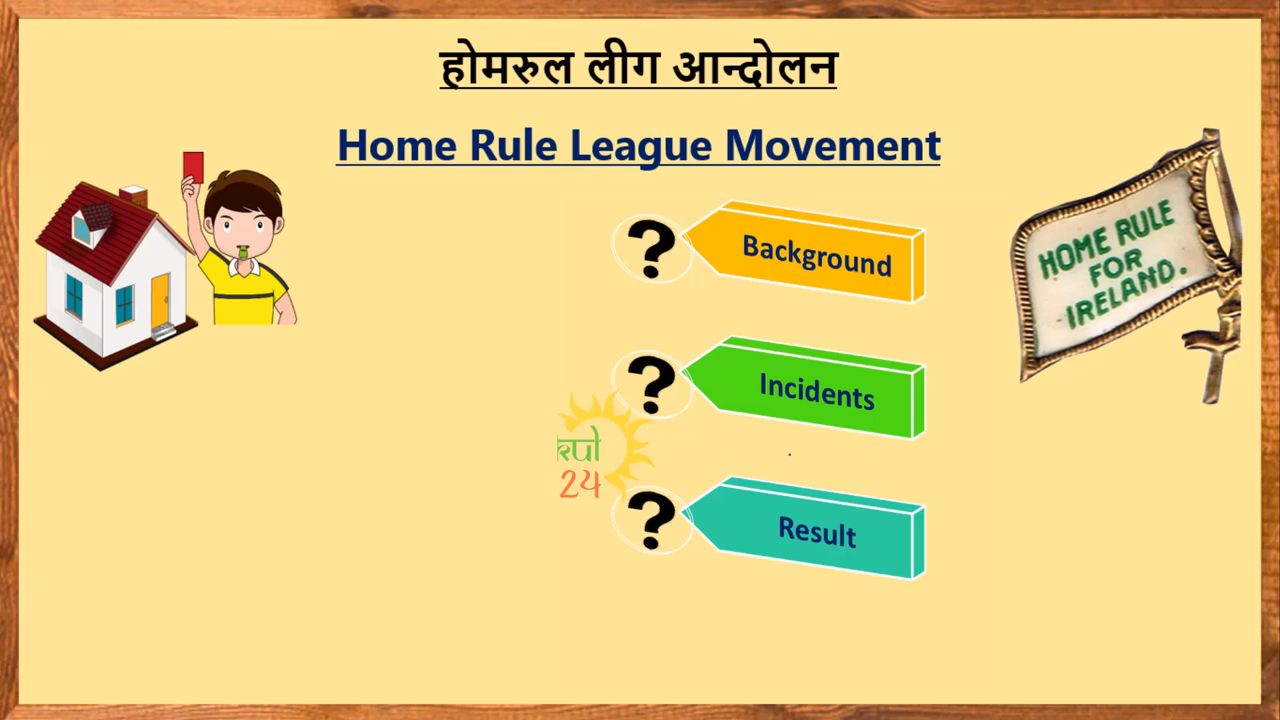 होमरुल लीग आन्दोलन
Home Rule League Movement
HOME RULE
FOR
IRELAND.
? Background
? Incidents
24
? Result